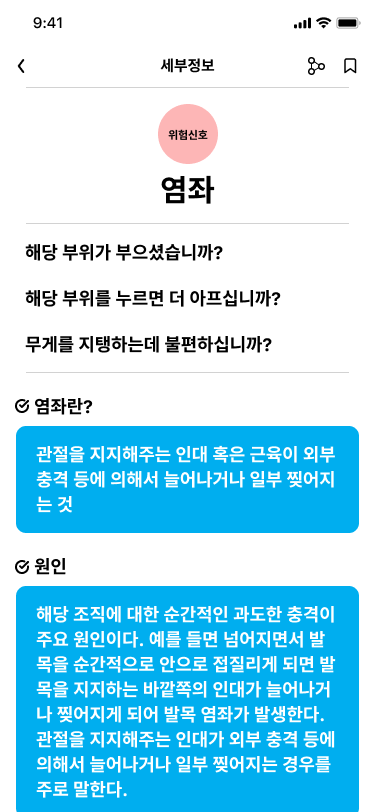 9:41
세부정보
위험신호
염좌
해당 부위가 부으셨습니까?
해당 부위를 누르면 더 아프십니까?
무게를 지탱하는데 불편하십니까?
염좌란?
관절을 지지해주는 인대 혹은 근육이 외부
충격 등에 의해서 늘어나거나 일부 찢어지
는 것
원인
해당 조직에 대한 순간적인 과도한 충격이
주요 원인이다. 예를 들면 넘어지면서 발
목을 순간적으로 안으로 접질리게 되면 발
목을 지지하는 바깥쪽의 인대가 늘어나거
나 찢어지게 되어 발목 염좌가 발생한다.
관절을 지지해주는 인대가 외부 충격 등에
의해서 늘어나거나 일부 찢어지는 경우를
주로 말한다.